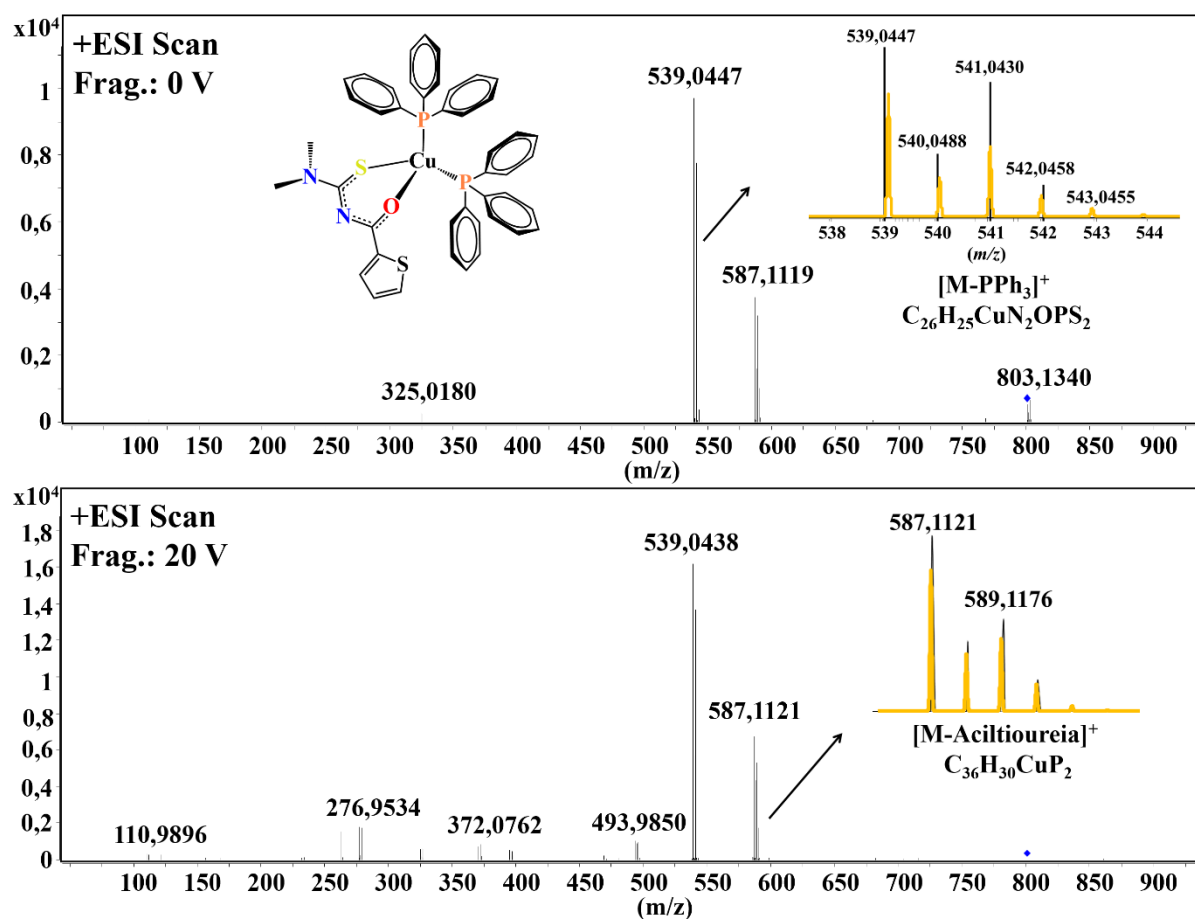 x10⁴
+ESI Scan
Frag.: 0 V
P
Cu
P
S
O
N
N
S
539,0447
587,1119
325,0180
803,1340
539,0447
540,0488
541,0430
542,0458
543,0455
538 539 540 541 542 543 544
(m/z)
[M-PPh₃]⁺
C₂₆H₂₅CuN₂OPS₂
1
0,8
0,6
0,4
0,2
0
100 150 200 250 300 350 400 450 500 550 600 650 700 750 800 850 900
(m/z)
x10⁴
+ESI Scan
Frag.: 20 V
1,8
1,6
1,4
1,2
1
0,8
0,6
0,4
0,2
0
110,9896
276,9534
372,0762
493,9850
539,0438
587,1121
587,1121
589,1176
[M-Aciltioureia]⁺
C₃₆H₃₀CuP₂
100 150 200 250 300 350 400 450 500 550 600 650 700 750 800 850 900
(m/z)